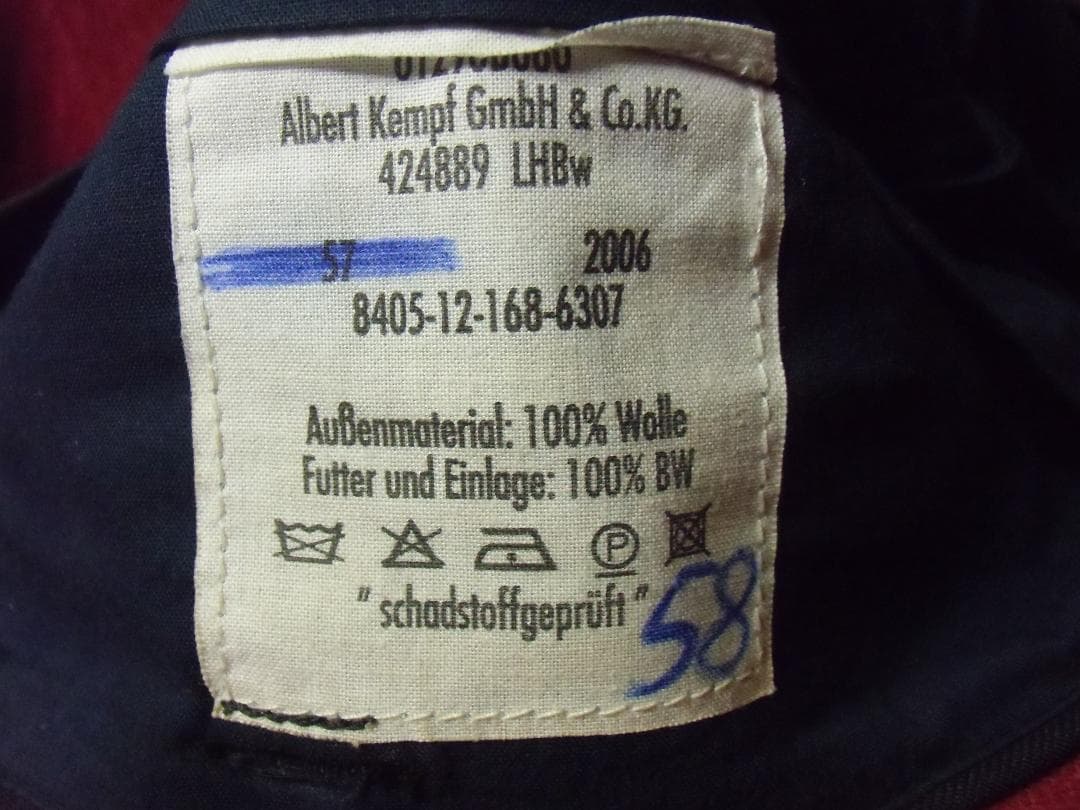 Albert Kempf GmbH & Co.KG.
424889 LHBw
57 2006
8405-12-168-6307
Außenmaterial: 100% Wolle
Futter und Einlage: 100% BW
P
"schadstoffgeprüft"
58